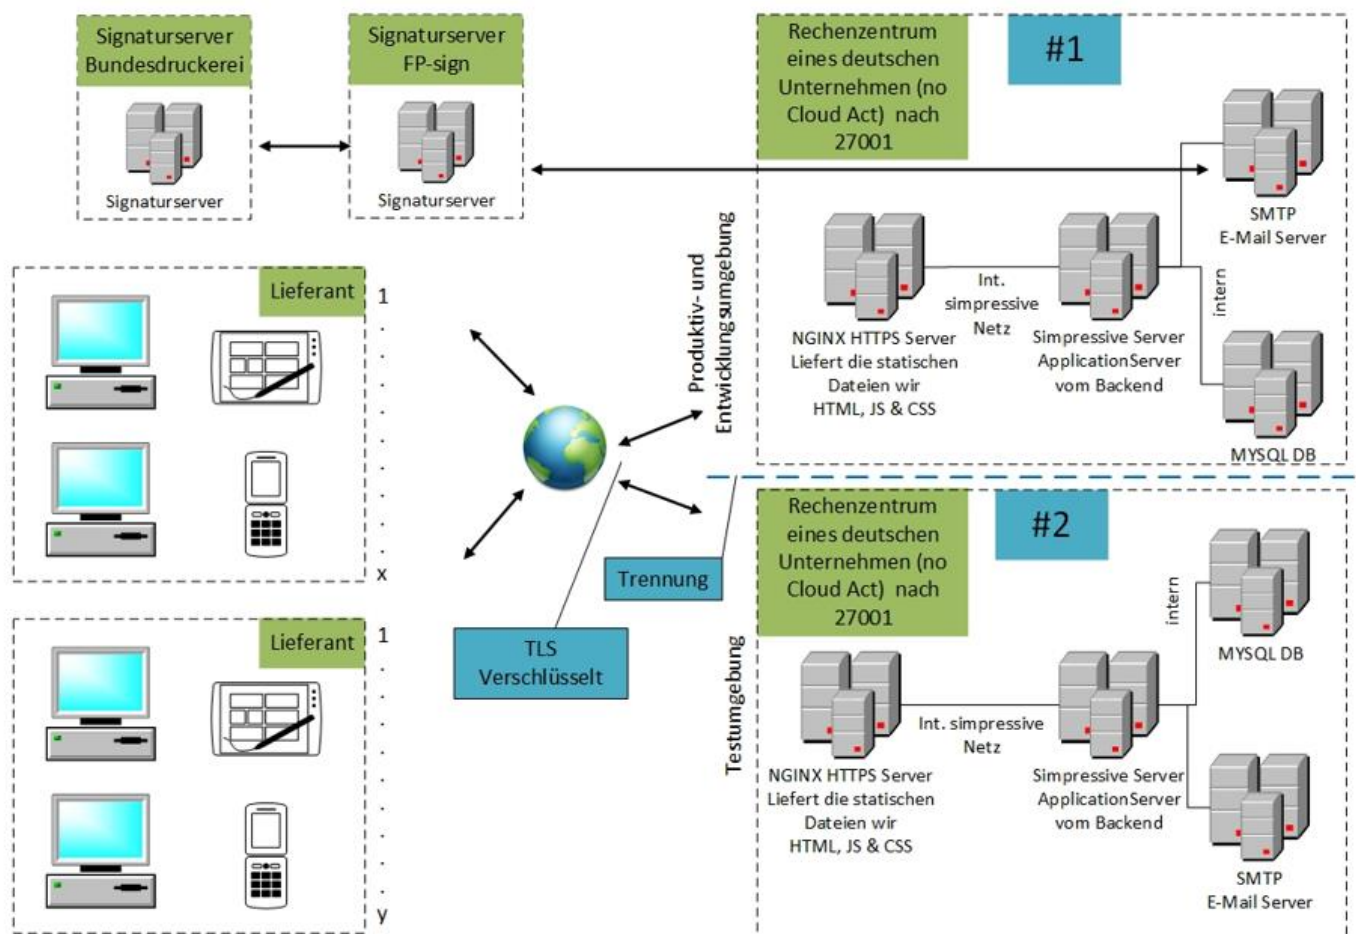 Signaturserver
Bundesdruckerei
Signaturserver
Signaturserver
FP-sign
Signaturserver
Rechenzentrum
eines deutschen
Unternehmen (no
Cloud Act) nach
27001
#1
SMTP
E-Mail Server
Produktiv- und
Entwicklungsumgebung
NGINX HTTPS Server
Liefert die statischen
Dateien wir
HTML, JS & CSS
Int.
simpressive
Netz
Simpressive Server
ApplicationServer
vom Backend
intern
MYSQL DB
Lieferant
1
.
.
.
.
.
.
x
Lieferant
1
.
.
.
.
.
.
y
TLS
Verschlüsselt
Trennung
Rechenzentrum
eines deutschen
Unternehmen (no
Cloud Act) nach
27001
#2
Testumgebung
NGINX HTTPS Server
Liefert die statischen
Dateien wir
HTML, JS & CSS
Int. simpressive
Netz
Simpressive Server
ApplicationServer
vom Backend
intern
MYSQL DB
SMTP
E-Mail Server